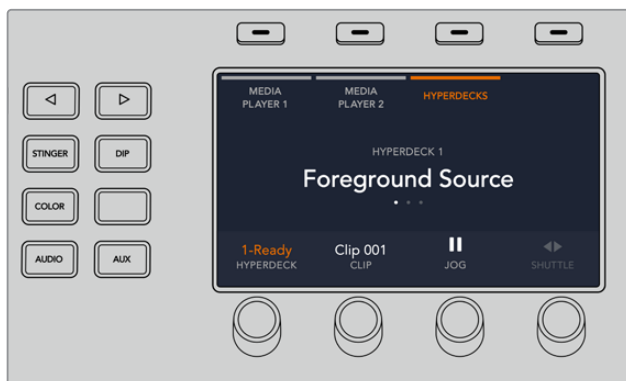 MEDIA
PLAYER 1
MEDIA
PLAYER 2
HYPERDECKS
STINGER
DIP
COLOR
AUDIO
AUX
HYPERDECK 1
Foreground Source
1-Ready
HYPERDECK
Clip 001
CLIP
JOG
SHUTTLE